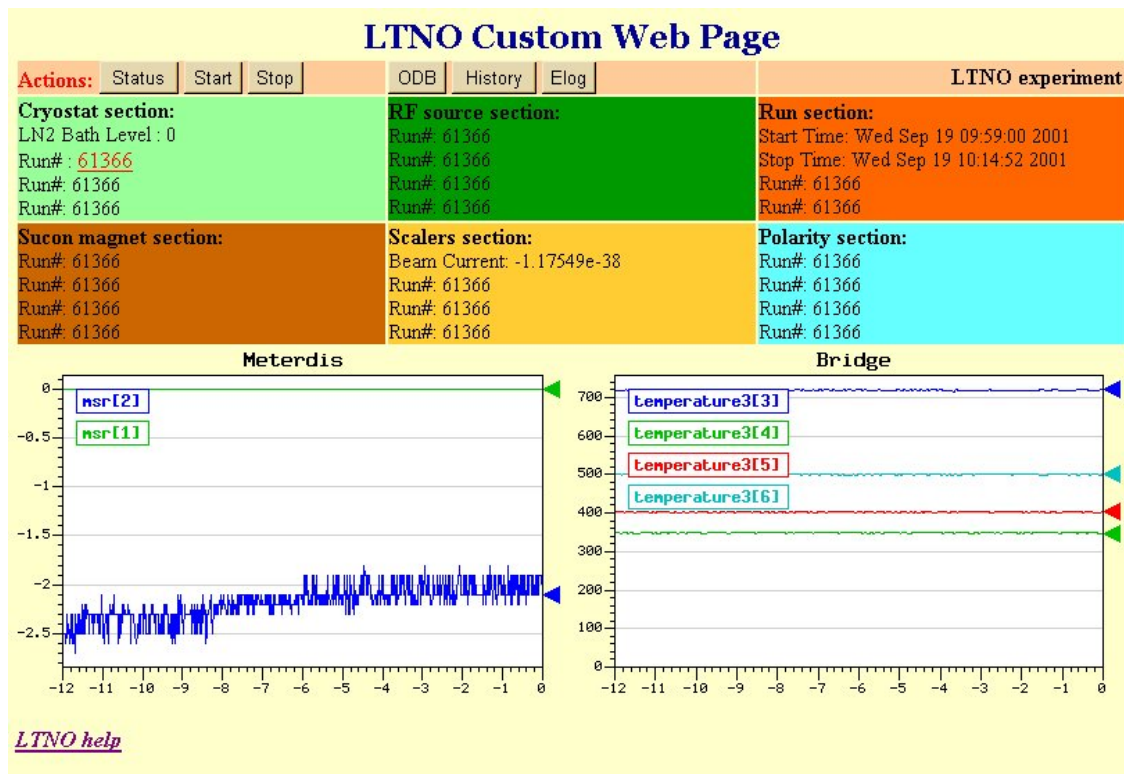 LTNO Custom Web Page
Actions: Status Start Stop ODB History Elog LTNO experiment
Cryostat section:
LN2 Bath Level : 0
Run# : 61366
Run#: 61366
Run#: 61366
RF source section:
Run#: 61366
Run#: 61366
Run#: 61366
Run#: 61366
Run section:
Start Time: Wed Sep 19 09:59:00 2001
Stop Time: Wed Sep 19 10:14:52 2001
Run#: 61366
Run#: 61366
Sucon magnet section:
Run#: 61366
Run#: 61366
Run#: 61366
Run#: 61366
Scalers section:
Beam Current: -1.17549e-38
Run#: 61366
Run#: 61366
Run#: 61366
Polarity section:
Run#: 61366
Run#: 61366
Run#: 61366
Run#: 61366
Meterdis
msr[2]
msr[1]
0
-0.5
-1
-1.5
-2
-2.5
-12 -11 -10 -9 -8 -7 -6 -5 -4 -3 -2 -1 0
Bridge
temperature3[3]
temperature3[4]
temperature3[5]
temperature3[6]
700
600
500
400
300
200
100
0
-12 -11 -10 -9 -8 -7 -6 -5 -4 -3 -2 -1 0
LTNO help